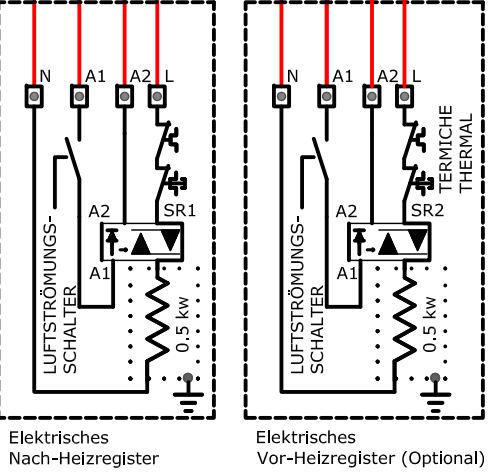 N A1 A2 L
A2 SR1
A1
LUFTSTRÖMUNGS-
SCHALTER
0.5 kw
Elektrisches
Nach-Heizregister
N A1 A2 L
TERMICHE
THERMAL
A2 SR2
A1
LUFTSTRÖMUNGS-
SCHALTER
0.5 kw
Elektrisches
Vor-Heizregister (Optional)